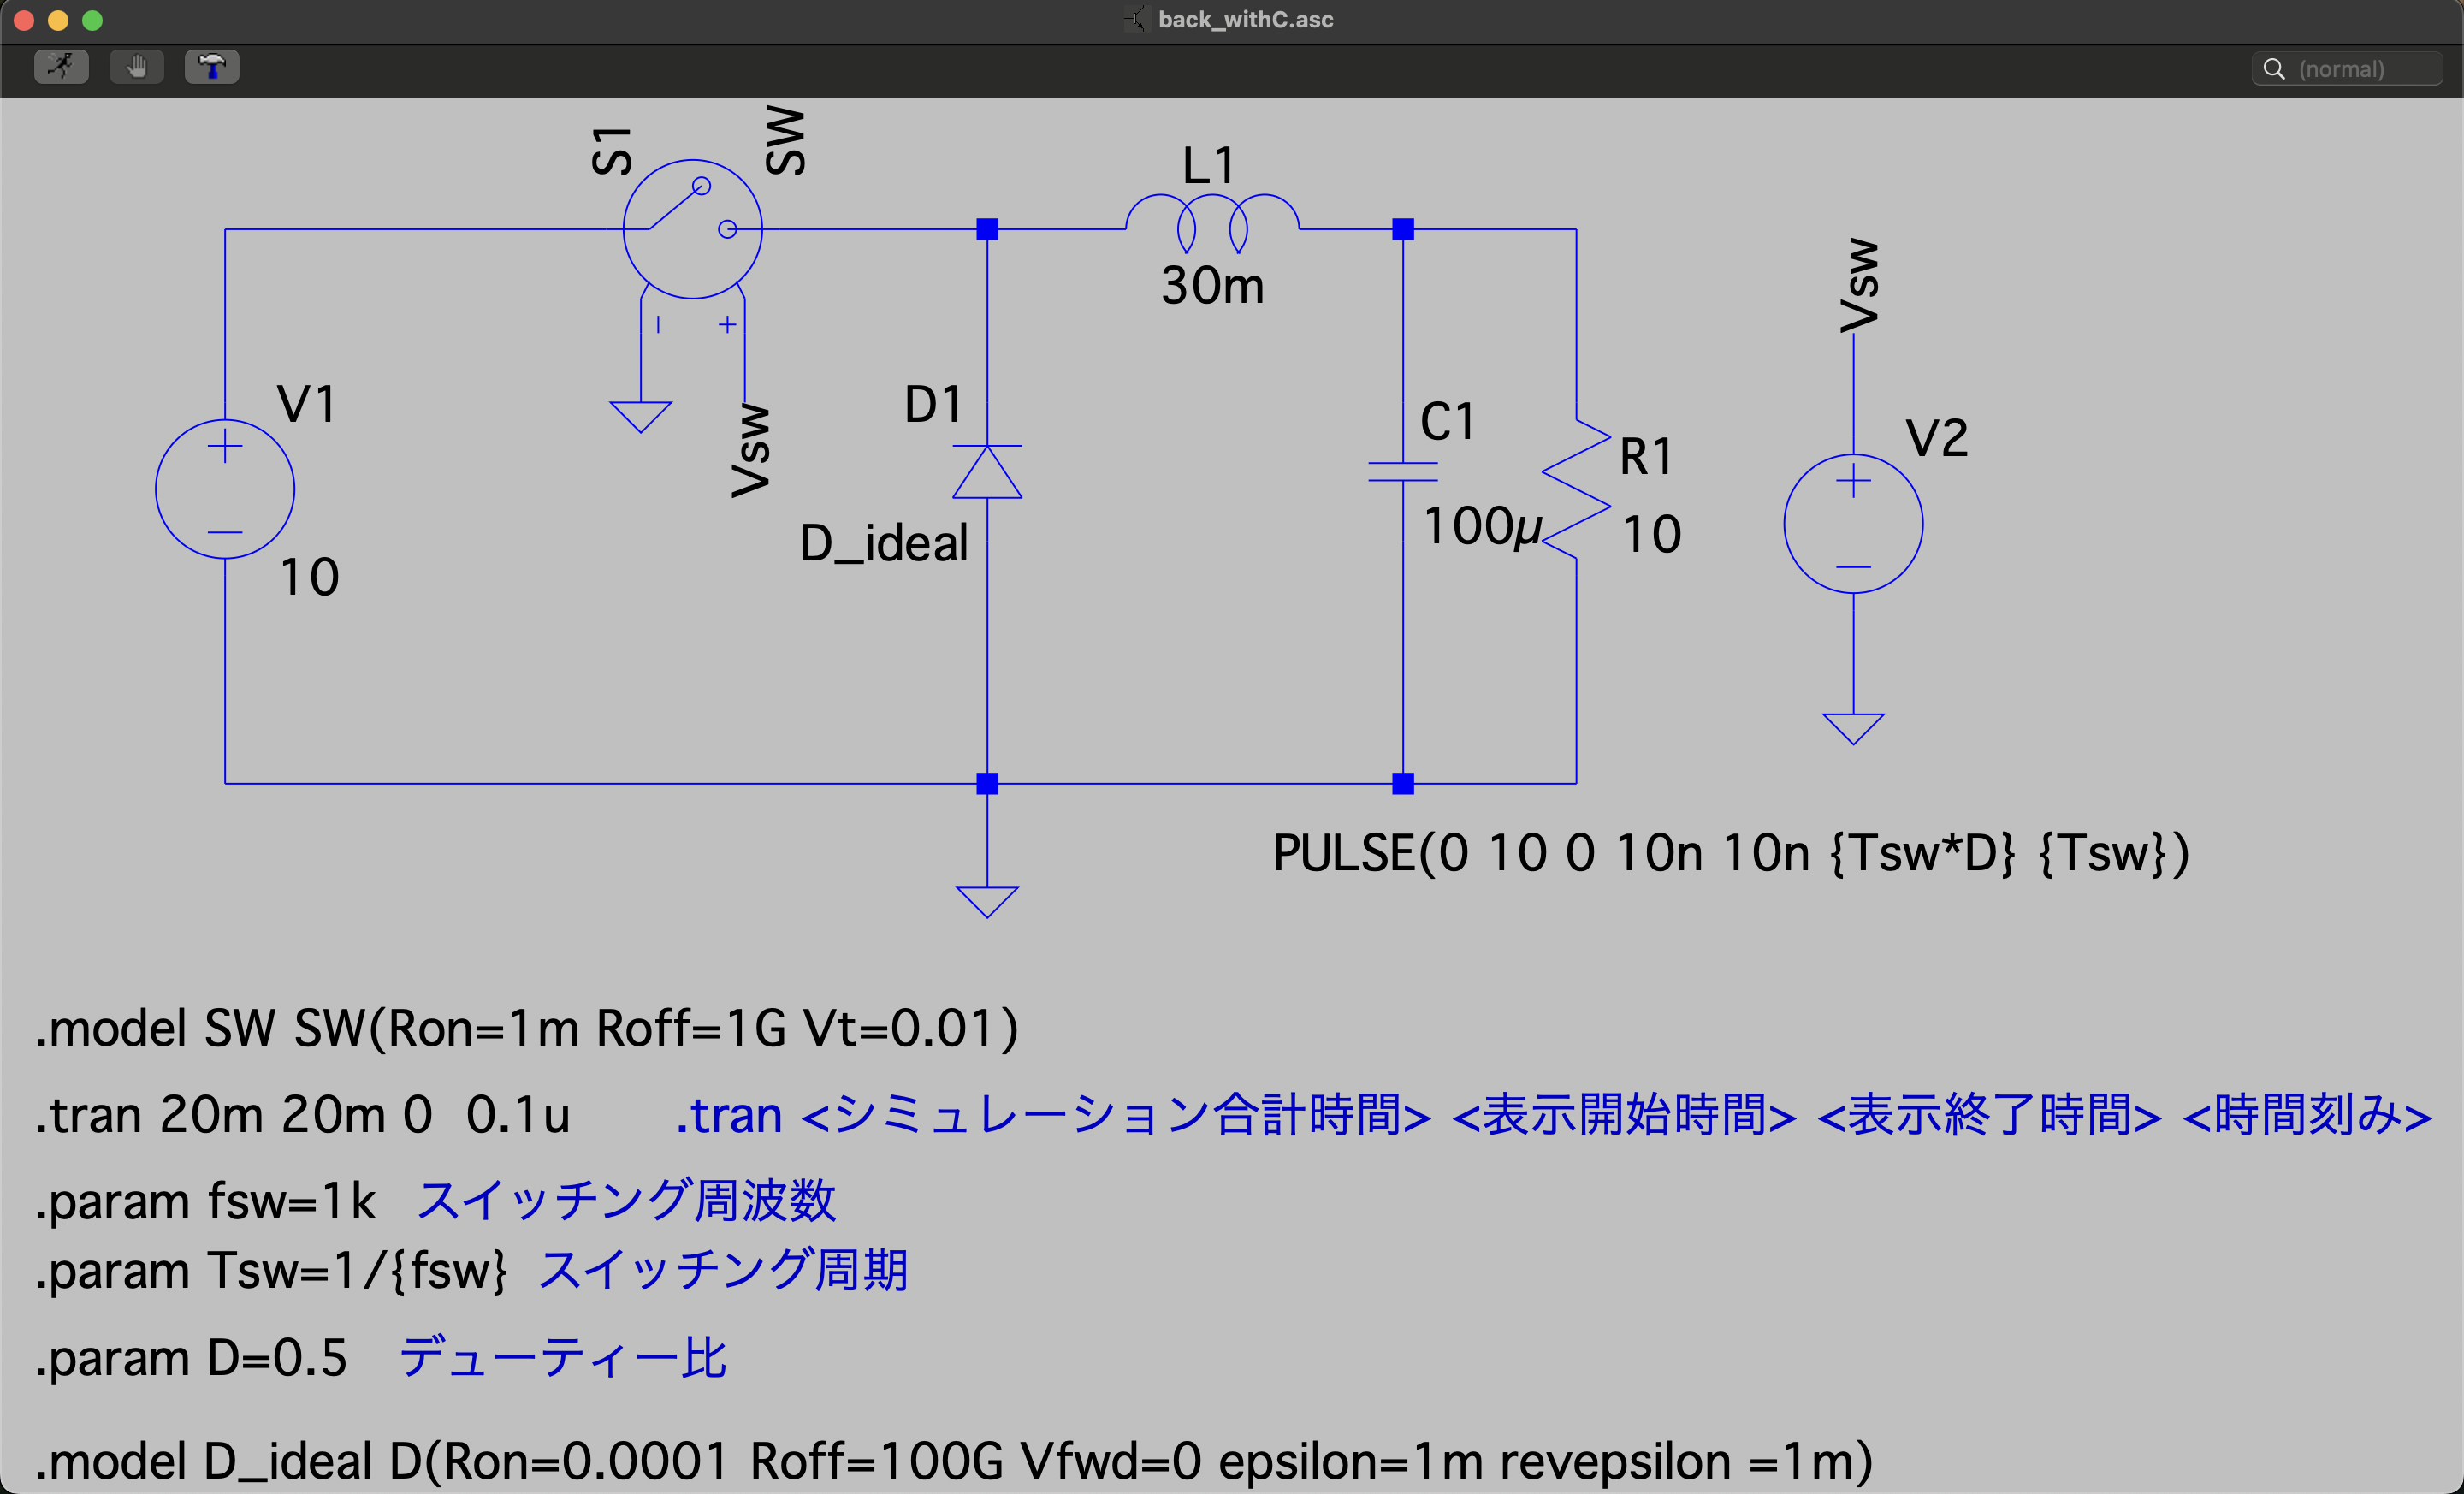 back_withC.asc
(normal)
S1
SW
L1
30m
Vsw
V1
10
Vsw
D1
D_ideal
C1
100µ
R1
10
V2
PULSE(0 10 0 10n 10n {Tsw*D} {Tsw})
.model SW SW(Ron=1m Roff=1G Vt=0.01)
.tran 20m 20m 0 0.1u .tran <シミュレーション合計時間> <表示開始時間> <表示終了時間> <時間刻み>
.param fsw=1k スイッチング周波数
.param Tsw=1/{fsw} スイッチング周期
.param D=0.5 デューティー比
.model D_ideal D(Ron=0.0001 Roff=100G Vfwd=0 epsilon=1m revepsilon =1m)